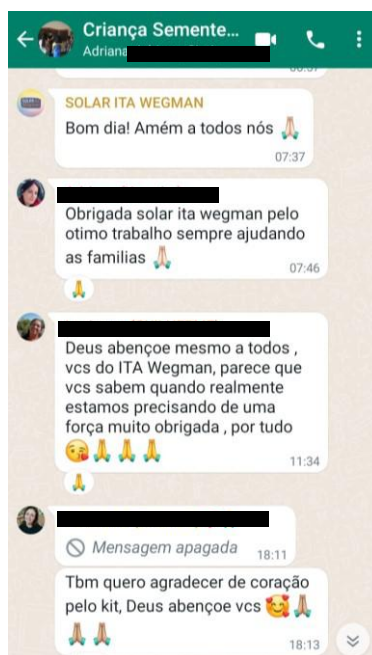 Criança Semente...
Adriana
SOLAR ITA WEGMAN
Bom dia! Amém a todos nós 🙏🏻
07:37
Obrigada solar ita wegman pelo
otimo trabalho sempre ajudando
as familias 🙏🏻
07:46
🙏
Deus abençoe mesmo a todos ,
vcs do ITA Wegman, parece que
vcs sabem quando realmente
estamos precisando de uma
força muito obrigada , por tudo
😘🙏🙏🙏
11:34
🙏
Mensagem apagada
18:11
Tbm quero agradecer de coração
pelo kit, Deus abençoe vcs 🥰🙏🏻
🙏🏻🙏🏻
18:13